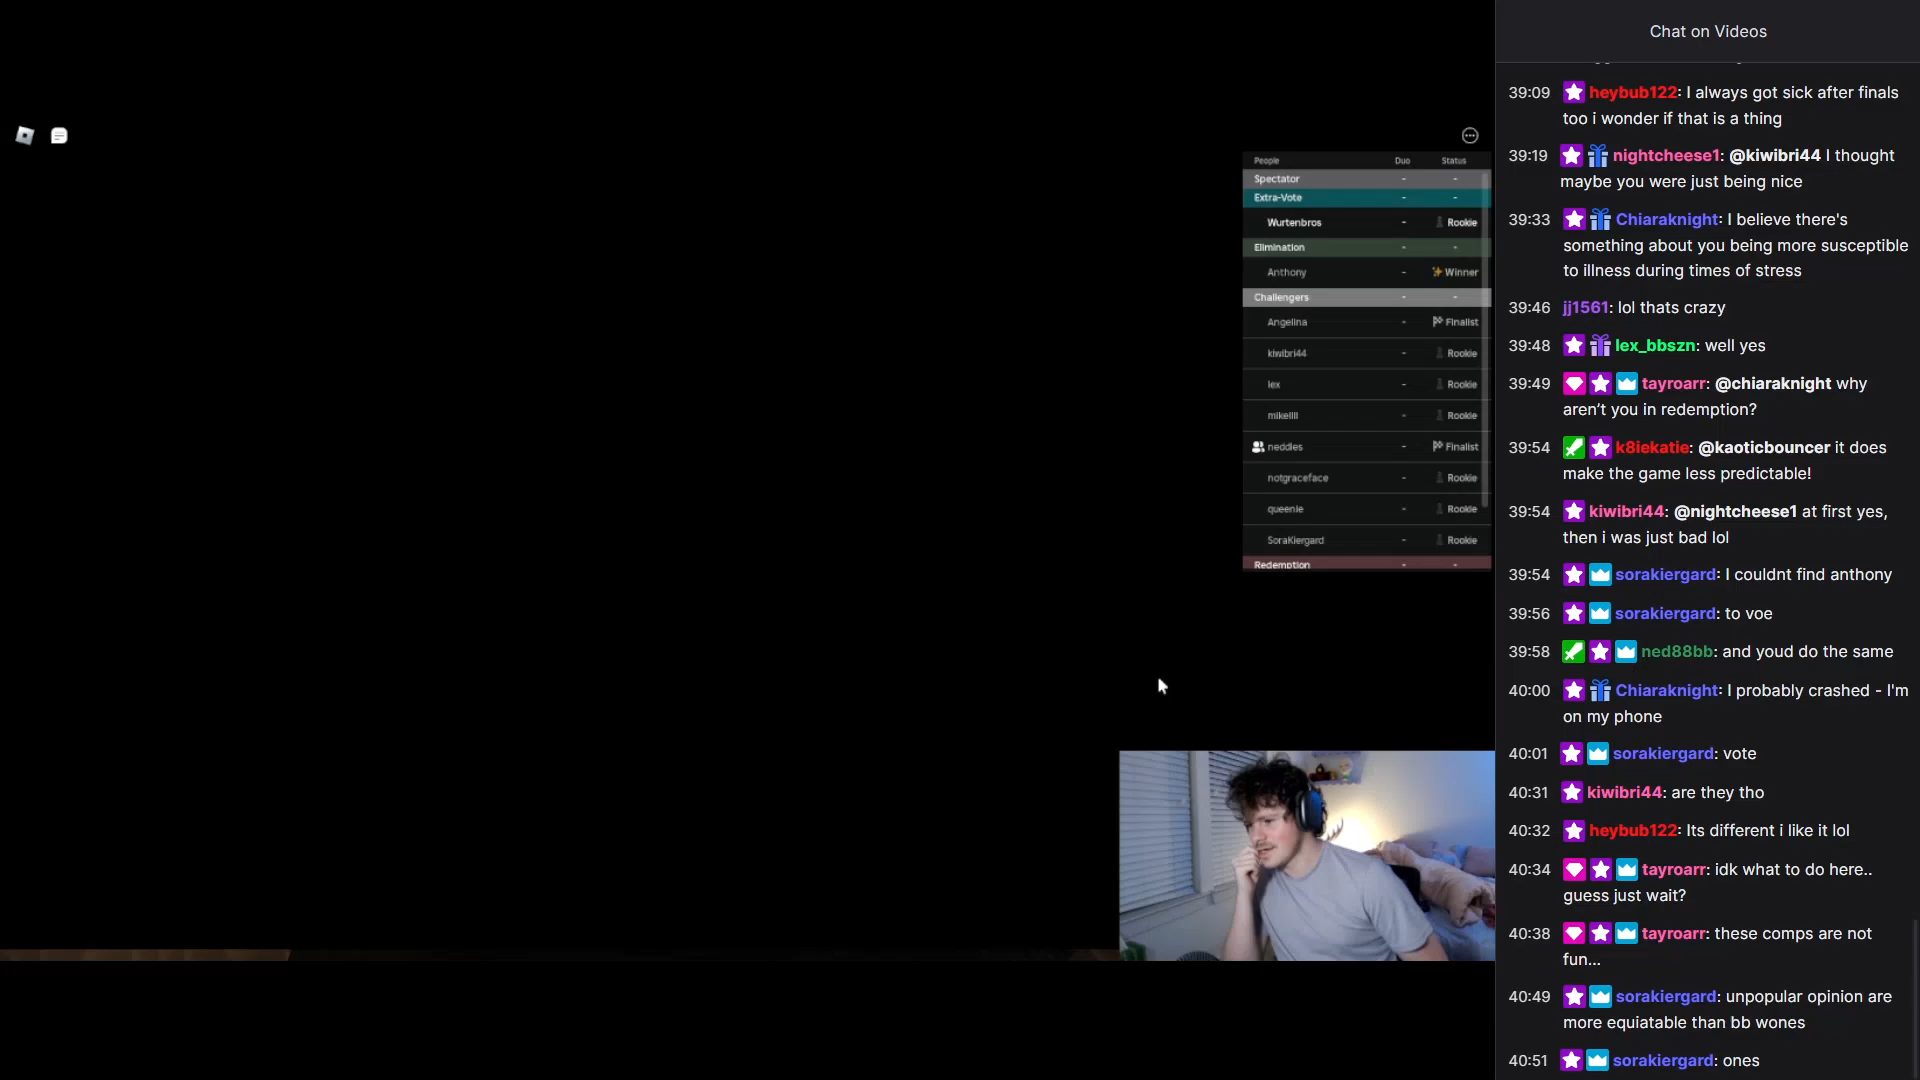 People Duo Status
Spectator - -
Extra-Vote - -
Wurtenbros - Rookie
Elimination - -
Anthony - Winner
Challengers - -
Angelina - Finalist
kiwibri44 - Rookie
lex - Rookie
mikellll - Rookie
neddles - Finalist
notgraceface - Rookie
queenie - Rookie
SoraKiergard - Rookie
Redemption - -
Chat on Videos
39:09 heybub122: I always got sick after finals
too i wonder if that is a thing
39:19 nightcheese1: @kiwibri44 I thought
maybe you were just being nice
39:33 Chiaraknight: I believe there's
something about you being more susceptible
to illness during times of stress
39:46 jj1561: lol thats crazy
39:48 lex_bbszn: well yes
39:49 tayroarr: @chiaraknight why
aren’t you in redemption?
39:54 k8iekatie: @kaoticbouncer it does
make the game less predictable!
39:54 kiwibri44: @nightcheese1 at first yes,
then i was just bad lol
39:54 sorakiergard: I couldnt find anthony
39:56 sorakiergard: to voe
39:58 ned88bb: and youd do the same
40:00 Chiaraknight: I probably crashed - I'm
on my phone
40:01 sorakiergard: vote
40:31 kiwibri44: are they tho
40:32 heybub122: Its different i like it lol
40:34 tayroarr: idk what to do here..
guess just wait?
40:38 tayroarr: these comps are not
fun...
40:49 sorakiergard: unpopular opinion are
more equiatable than bb wones
40:51 sorakiergard: ones